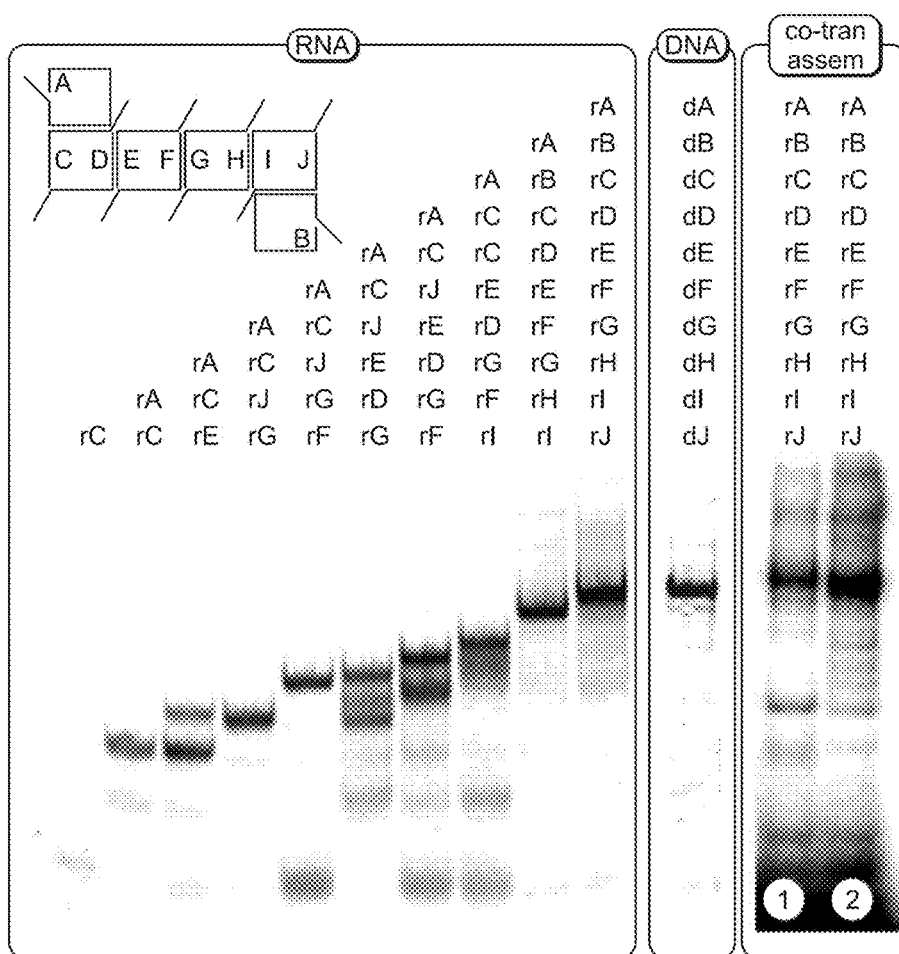 RNA
A
C D E F G H I J
B
rA
rA rB
rA rB rC
rA rC rC rD
rA rC rC rD rE
rA rC rJ rE rE rF
rA rC rJ rE rD rF rG
rA rC rJ rE rD rG rG rH
rA rC rJ rG rD rG rF rH rI
rC rC rE rG rF rG rF rI rI rJ
DNA
dA
dB
dC
dD
dE
dF
dG
dH
dI
dJ
co-tran
assem
rA rA
rB rB
rC rC
rD rD
rE rE
rF rF
rG rG
rH rH
rI rI
rJ rJ
1 2